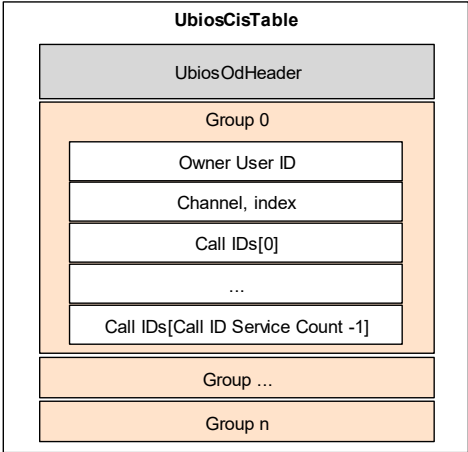 UbiosCisTable
UbiosOdHeader
Group 0
Owner User ID
Channel, index
Call IDs[0]
...
Call IDs[Call ID Service Count -1]
Group ...
Group n